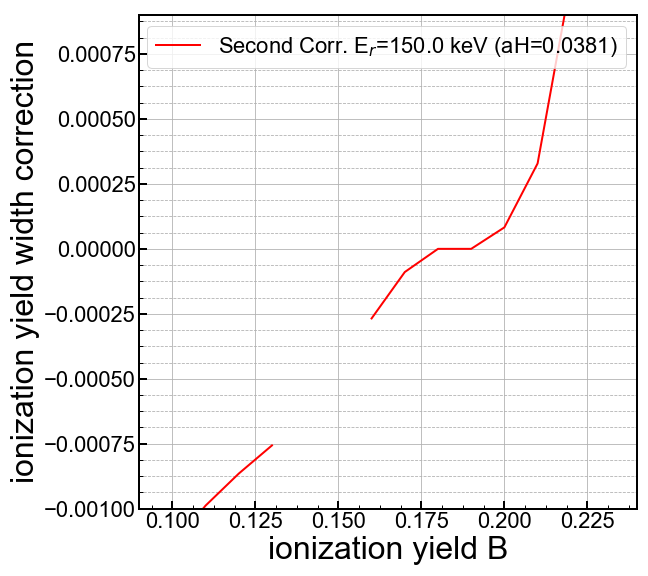 Second Corr. Eᵣ=150.0 keV (aH=0.0381)
ionization yield width correction
0.00075
0.00050
0.00025
0.00000
−0.00025
−0.00050
−0.00075
−0.00100
0.100 0.125 0.150 0.175 0.200 0.225
ionization yield B